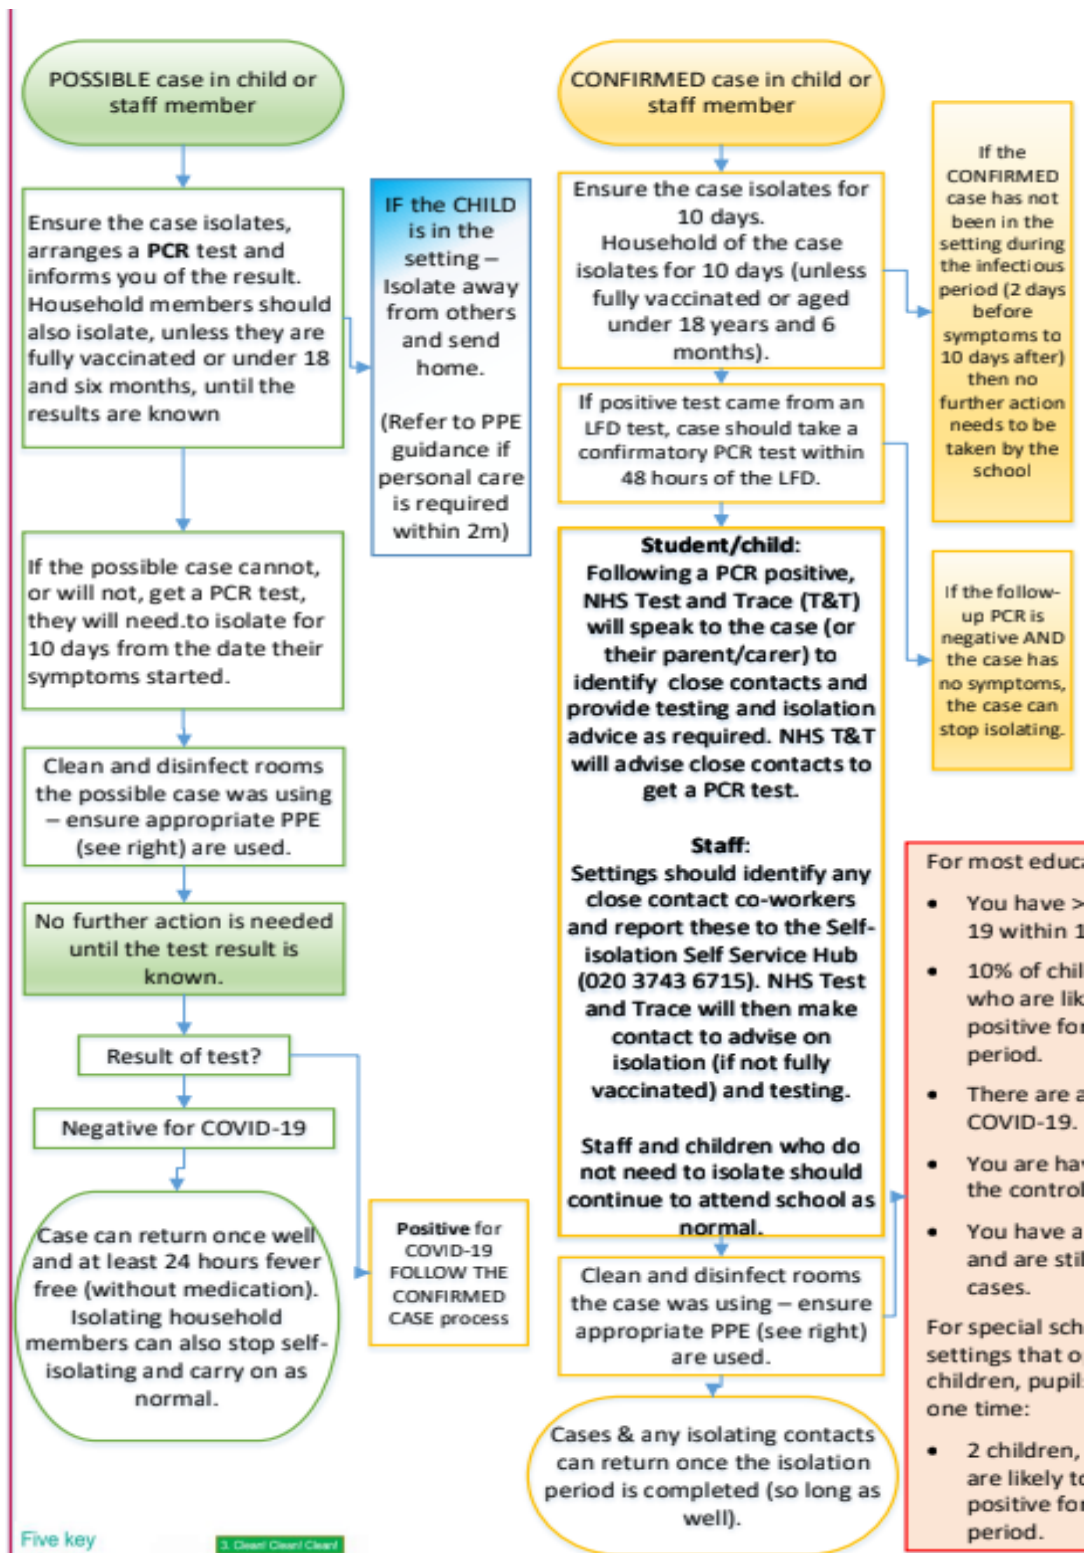 POSSIBLE case in child or
staff member
Ensure the case isolates,
arranges a PCR test and
informs you of the result.
Household members should
also isolate, unless they are
fully vaccinated or under 18
and six months, until the
results are known
IF the CHILD
is in the
setting –
Isolate away
from others
and send
home.
(Refer to PPE
guidance if
personal care
is required
within 2m)
If the possible case cannot,
or will not, get a PCR test,
they will need.to isolate for
10 days from the date their
symptoms started.
Clean and disinfect rooms
the possible case was using
– ensure appropriate PPE
(see right) are used.
No further action is needed
until the test result is
known.
Result of test?
Negative for COVID-19
Case can return once well
and at least 24 hours fever
free (without medication).
Isolating household
members can also stop self-
isolating and carry on as
normal.
Positive for
COVID-19
FOLLOW THE
CONFIRMED
CASE process
CONFIRMED case in child or
staff member
Ensure the case isolates for
10 days.
Household of the case
isolates for 10 days (unless
fully vaccinated or aged
under 18 years and 6
months).
If the
CONFIRMED
case has not
been in the
setting during
the infectious
period (2 days
before
symptoms to
10 days after)
then no
further action
needs to be
taken by the
school
If positive test came from an
LFD test, case should take a
confirmatory PCR test within
48 hours of the LFD.
If the follow-
up PCR is
negative AND
the case has
no symptoms,
the case can
stop isolating.
Student/child:
Following a PCR positive,
NHS Test and Trace (T&T)
will speak to the case (or
their parent/carer) to
identify close contacts and
provide testing and isolation
advice as required. NHS T&T
will advise close contacts to
get a PCR test.
Staff:
Settings should identify any
close contact co-workers
and report these to the Self-
isolation Self Service Hub
(020 3743 6715). NHS Test
and Trace will then make
contact to advise on
isolation (if not fully
vaccinated) and testing.
Staff and children who do
not need to isolate should
continue to attend school as
normal.
Clean and disinfect rooms
the case was using – ensure
appropriate PPE (see right)
are used.
Cases & any isolating contacts
can return once the isolation
period is completed (so long as
well).
For most educa
• You have >
19 within 1
• 10% of chil
who are lik
positive for
period.
• There are a
COVID-19.
• You are hav
the control
• You have a
and are stil
cases.
For special scho
settings that o
children, pupils
one time:
• 2 children,
are likely to
positive for
period.
Five key
3. Clean! Clean! Clean!